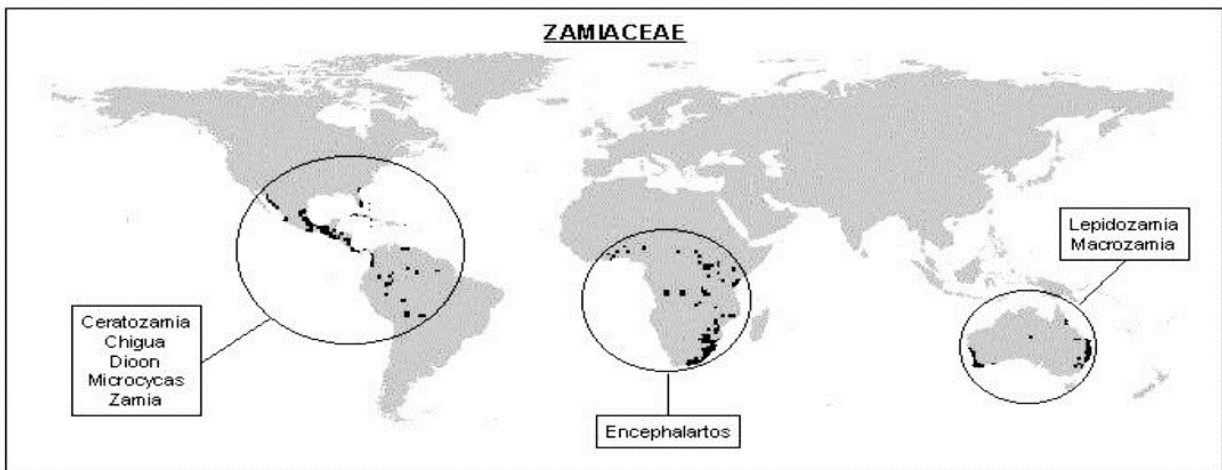 ZAMIACEAE
Ceratozamia
Chigua
Dioon
Microcycas
Zamia
Encephalartos
Lepidozamia
Macrozamia